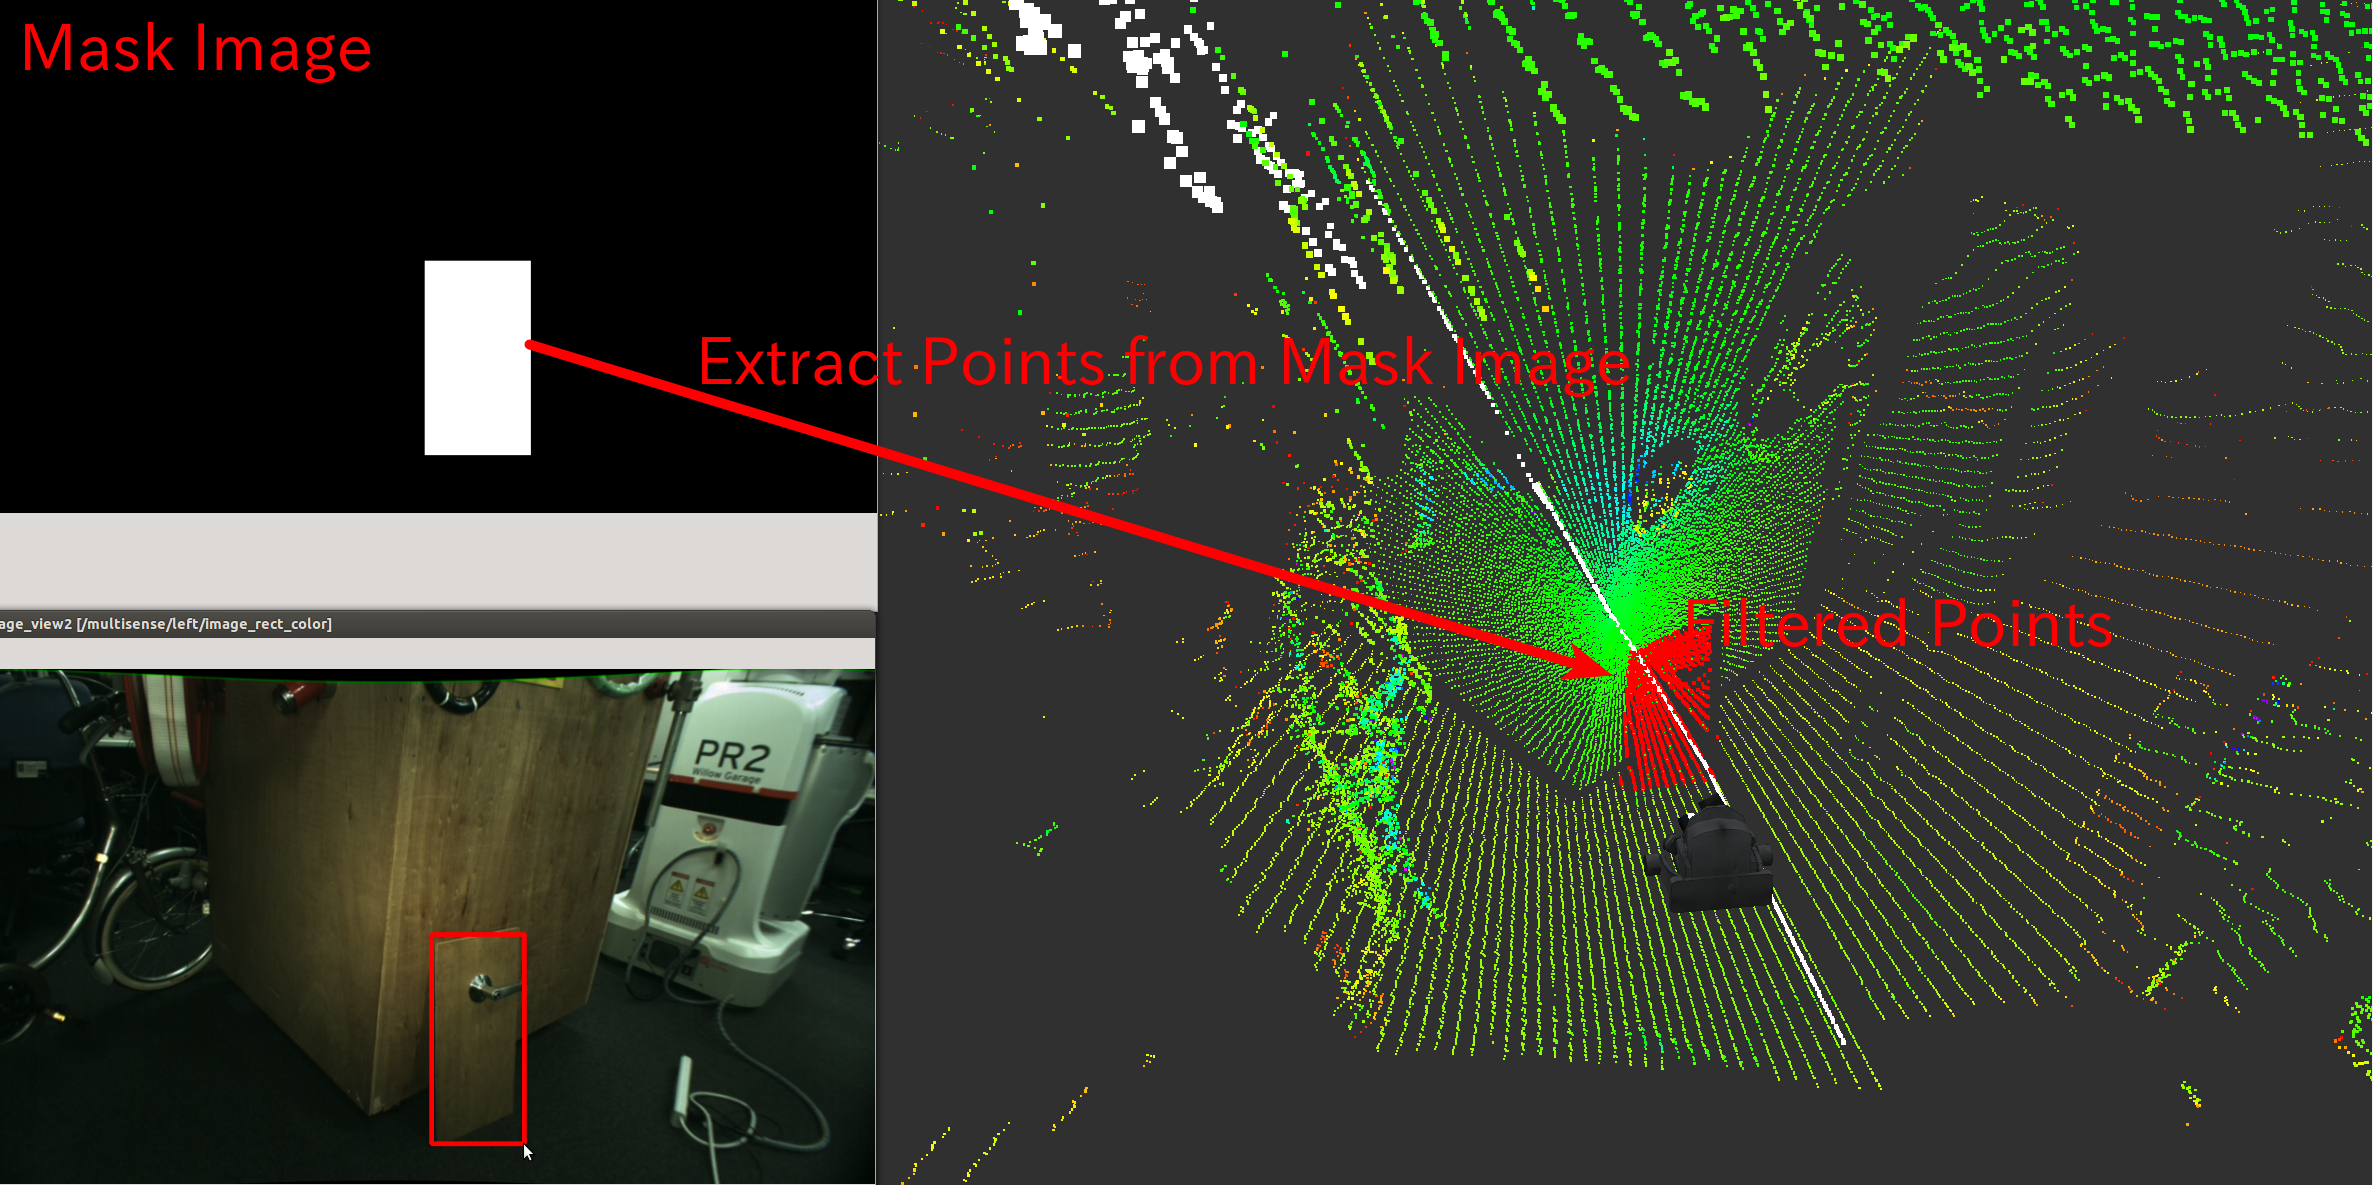 Mask Image
Extract Points from Mask Image
Filtered Points
age_view2 [/multisense/left/image_rect_color]
PR2
Willow Garage